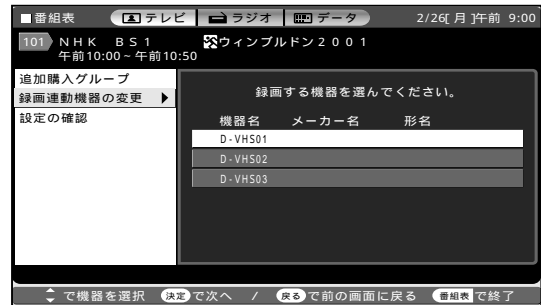 ■番組表 テレビ ラジオ データ 2/26[月]午前 9:00
101 NHK BS1 ウィンブルドン2001
午前10:00~午前10:50
追加購入グループ
録画連動機器の変更 ▶
設定の確認
録画する機器を選んでください。
機器名 メーカー名 形名
D-VHS01
D-VHS02
D-VHS03
で機器を選択 決定で次へ / 戻るで前の画面に戻る 番組表で終了